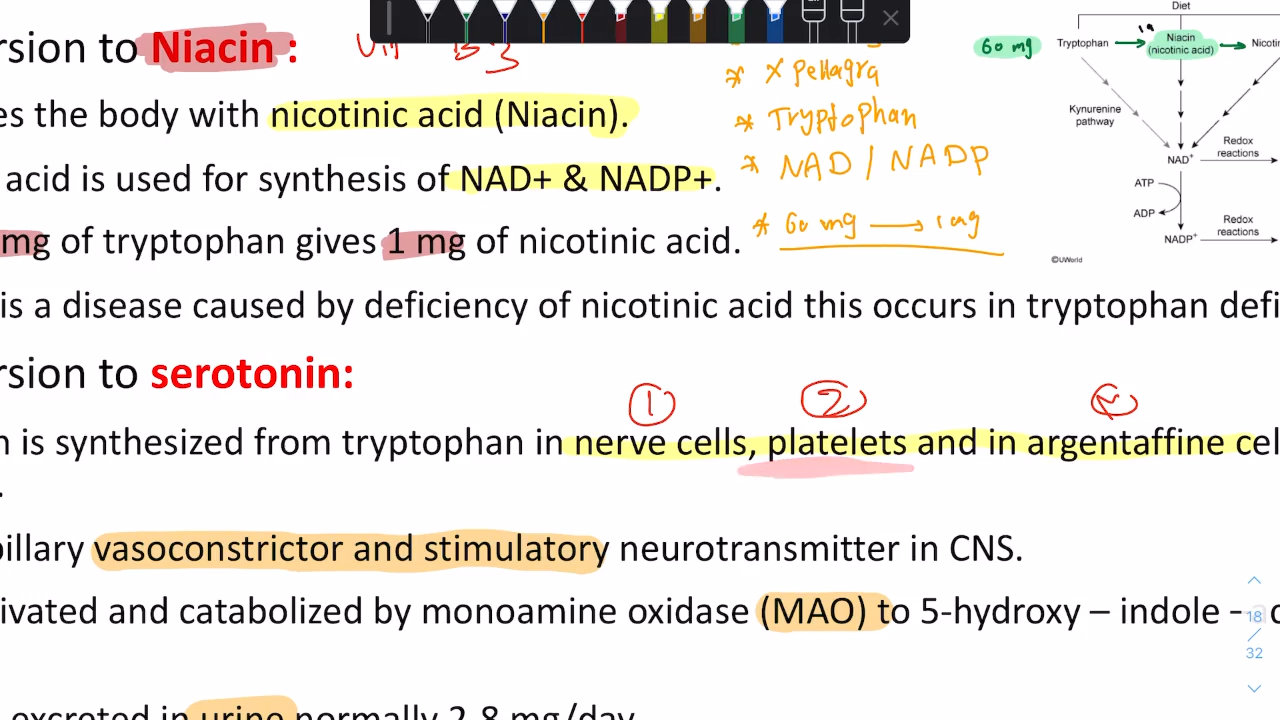 Diet
rsion to Niacin :
Vit B3
60 mg
Tryptophan
Niacin
(nicotinic acid)
Nicotin
* X pellagra
es the body with nicotinic acid (Niacin).
* Tryptophan
Kynurenine
pathway
* NAD / NADP
NAD⁺
Redox
reactions
acid is used for synthesis of NAD+ & NADP+.
ATP
ADP
* 60 mg → 1 mg
mg of tryptophan gives 1 mg of nicotinic acid.
NADP⁺
Redox
reactions
©UWorld
is a disease caused by deficiency of nicotinic acid this occurs in tryptophan defi
rsion to serotonin:
1 2
n is synthesized from tryptophan in nerve cells, platelets and in argentaffine cel
.
pillary vasoconstrictor and stimulatory neurotransmitter in CNS.
ivated and catabolized by monoamine oxidase (MAO) to 5-hydroxy – indole -
18
/
32
excreted in urine normally 2-8 mg/day